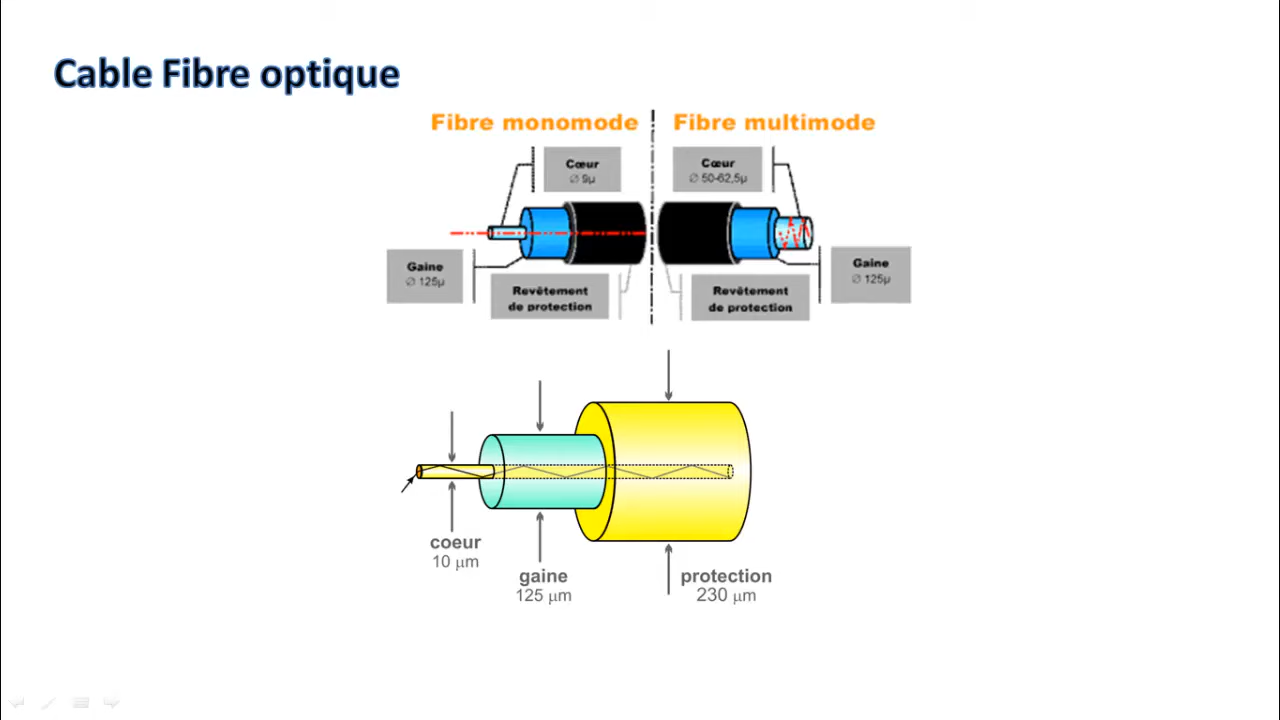 Cable Fibre optique
Fibre monomode
Fibre multimode
Cœur
∅ 9µ
Cœur
∅ 50-62,5µ
Gaine
∅ 125µ
Gaine
∅ 125µ
Revêtement
de protection
Revêtement
de protection
coeur
10 µm
gaine
125 µm
protection
230 µm